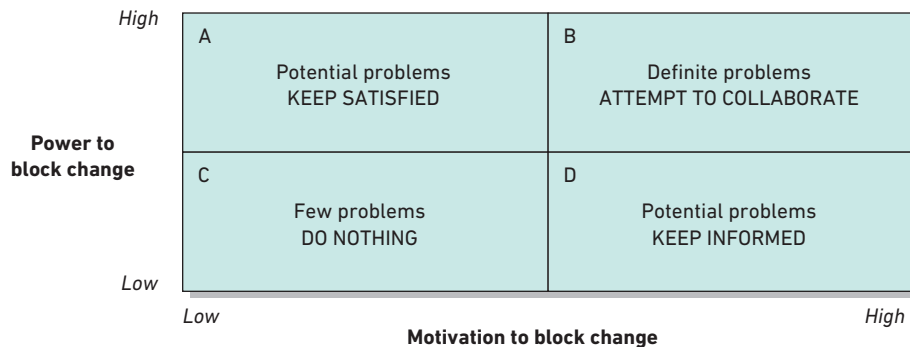 High
A
Potential problems
KEEP SATISFIED
B
Definite problems
ATTEMPT TO COLLABORATE
Power to
block change
C
Few problems
DO NOTHING
D
Potential problems
KEEP INFORMED
Low
Low
High
Motivation to block change